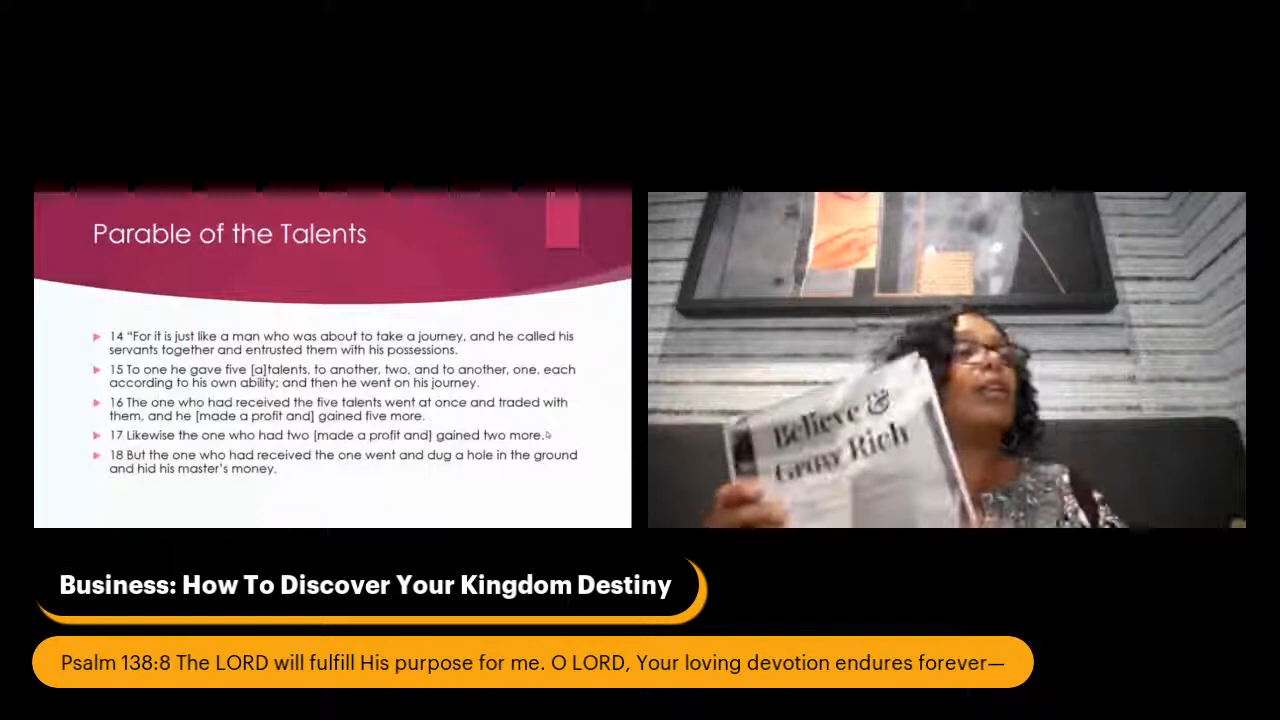 Parable of the Talents
14 “For it is just like a man who was about to take a journey, and he called his
servants together and entrusted them with his possessions.
15 To one he gave five [a]talents, to another, two, and to another, one, each
according to his own ability; and then he went on his journey.
16 The one who had received the five talents went at once and traded with
them, and he [made a profit and] gained five more.
17 Likewise the one who had two [made a profit and] gained two more.
18 But the one who had received the one went and dug a hole in the ground
and hid his master’s money.
Believe &
Grow Rich
Business: How To Discover Your Kingdom Destiny
Psalm 138:8 The LORD will fulfill His purpose for me. O LORD, Your loving devotion endures forever—